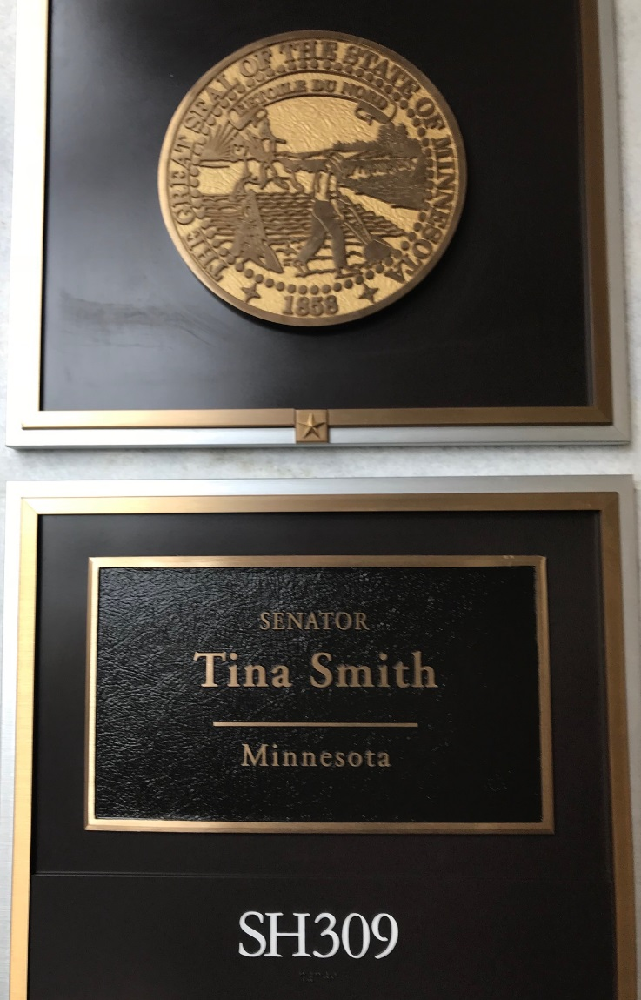 THE GREAT SEAL OF THE STATE OF MINNESOTA
L'ETOILE DU NORD
1858
SENATOR
Tina Smith
Minnesota
SH309